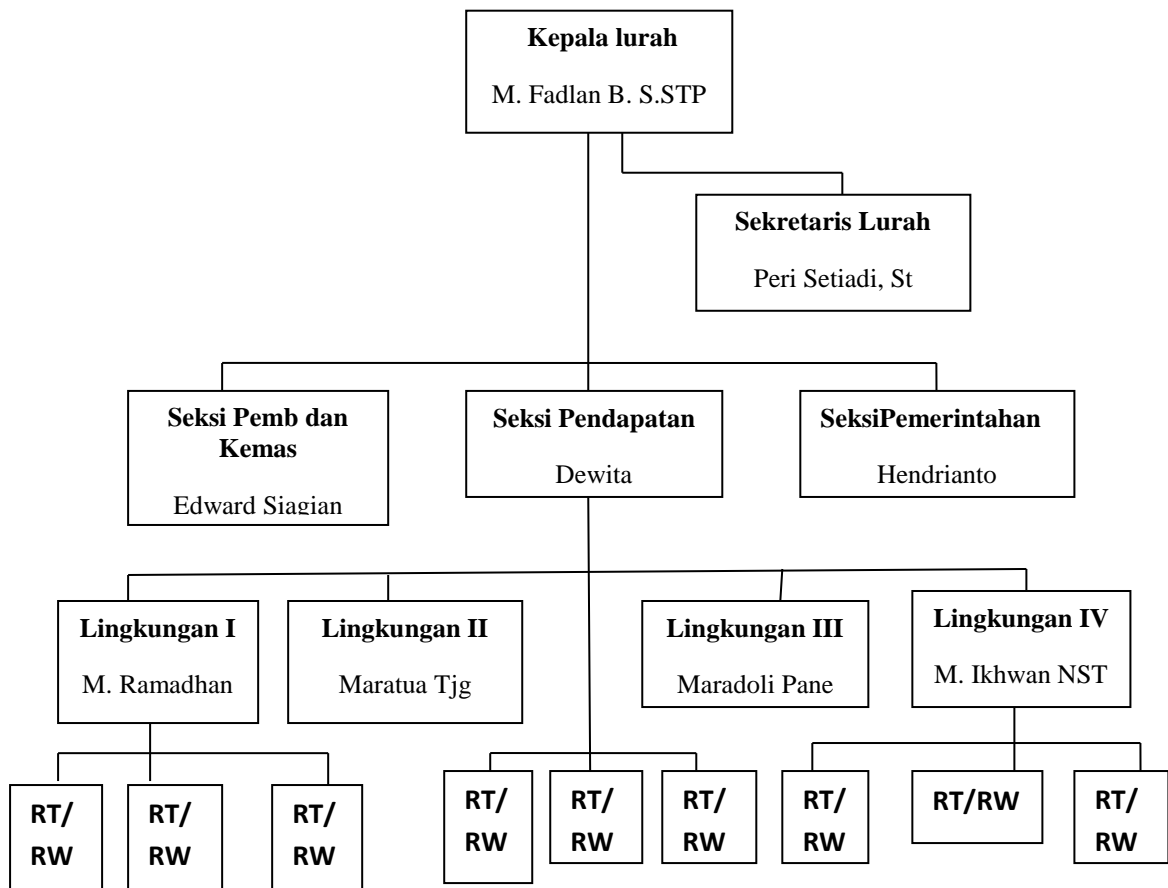 Kepala lurah
M. Fadlan B. S.STP
Sekretaris Lurah
Peri Setiadi, St
Seksi Pemb dan
Kemas
Edward Siagian
Seksi Pendapatan
Dewita
SeksiPemerintahan
Hendrianto
Lingkungan I
M. Ramadhan
Lingkungan II
Maratua Tjg
Lingkungan III
Maradoli Pane
Lingkungan IV
M. Ikhwan NST
RT/
RW
RT/
RW
RT/
RW
RT/
RW
RT/
RW
RT/
RW
RT/
RW
RT/RW
RT/
RW